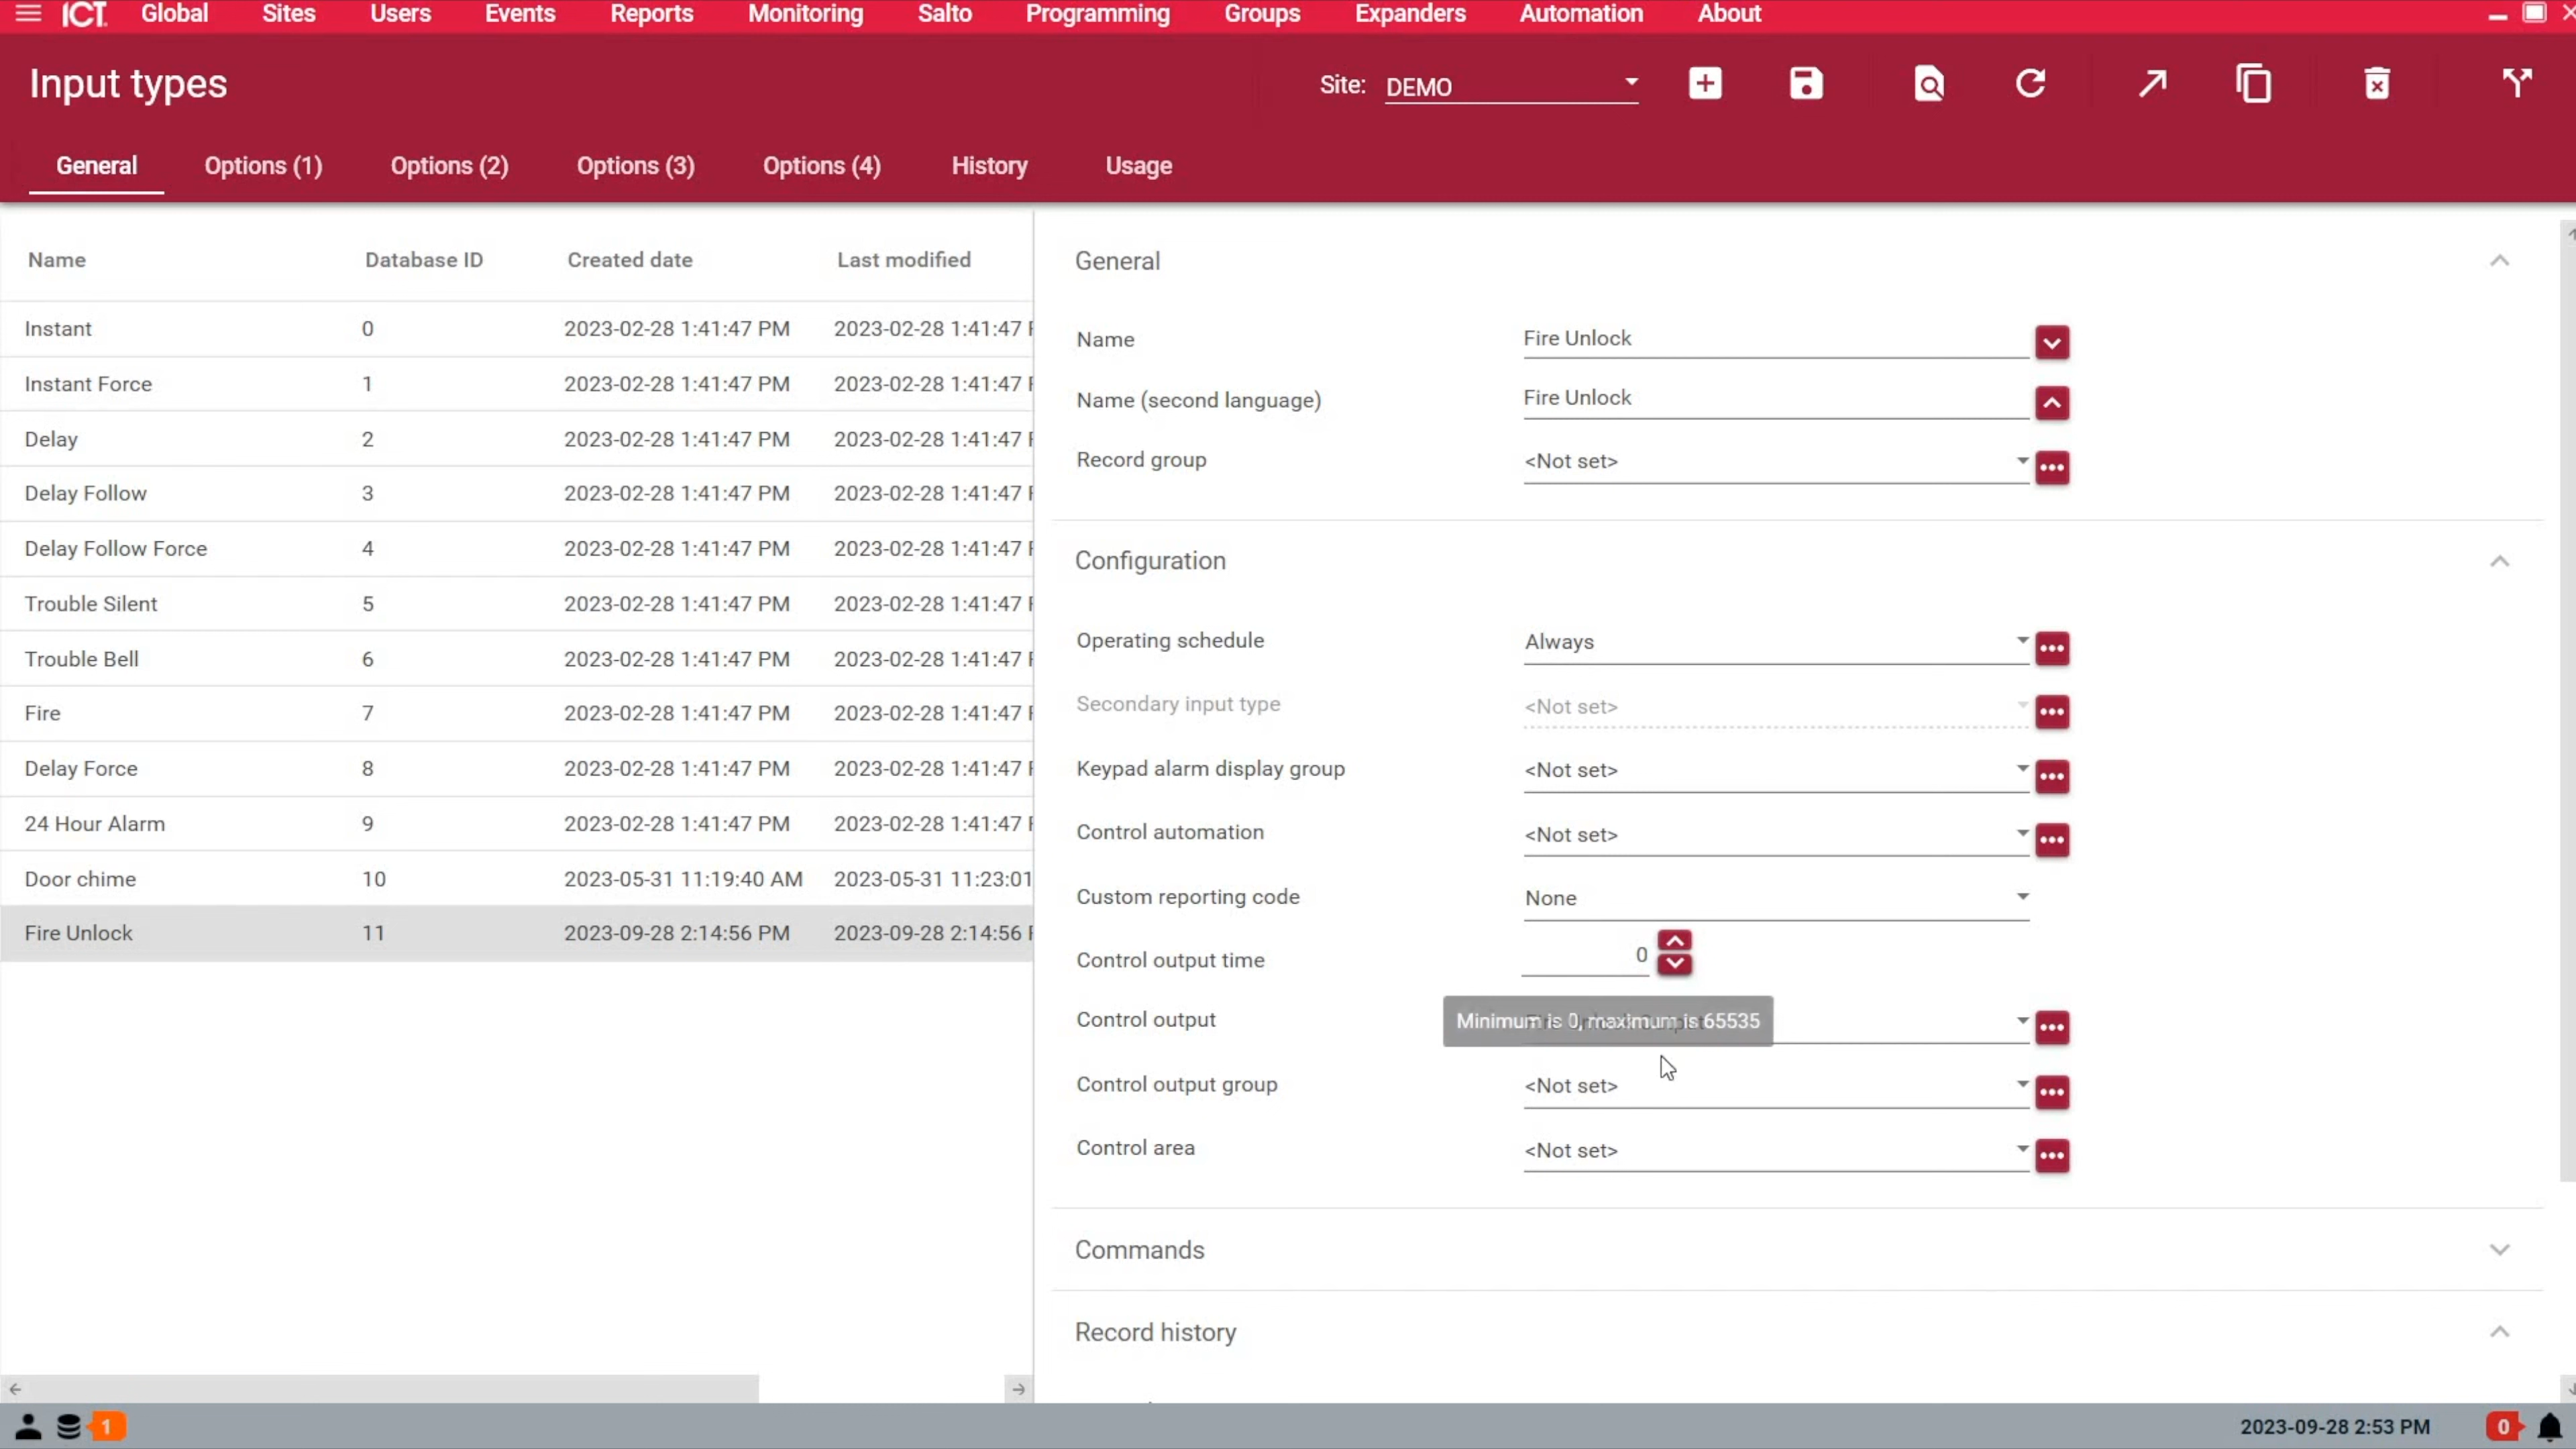 ICT. Global Sites Users Events Reports Monitoring Salto Programming Groups Expanders Automation About
Input types
Site: DEMO
General Options (1) Options (2) Options (3) Options (4) History Usage
Name Database ID Created date Last modified
Instant 0 2023-02-28 1:41:47 PM 2023-02-28 1:41:47
Instant Force 1 2023-02-28 1:41:47 PM 2023-02-28 1:41:47
Delay 2 2023-02-28 1:41:47 PM 2023-02-28 1:41:47
Delay Follow 3 2023-02-28 1:41:47 PM 2023-02-28 1:41:47
Delay Follow Force 4 2023-02-28 1:41:47 PM 2023-02-28 1:41:47
Trouble Silent 5 2023-02-28 1:41:47 PM 2023-02-28 1:41:47
Trouble Bell 6 2023-02-28 1:41:47 PM 2023-02-28 1:41:47
Fire 7 2023-02-28 1:41:47 PM 2023-02-28 1:41:47
Delay Force 8 2023-02-28 1:41:47 PM 2023-02-28 1:41:47
24 Hour Alarm 9 2023-02-28 1:41:47 PM 2023-02-28 1:41:47
Door chime 10 2023-05-31 11:19:40 AM 2023-05-31 11:23:01
Fire Unlock 11 2023-09-28 2:14:56 PM 2023-09-28 2:14:56
General
Name Fire Unlock
Name (second language) Fire Unlock
Record group <Not set>
Configuration
Operating schedule Always
Secondary input type <Not set>
Keypad alarm display group <Not set>
Control automation <Not set>
Custom reporting code None
Control output time 0
Control output Minimum is 0, maximum is 65535
Control output group <Not set>
Control area <Not set>
Commands
Record history
1 2023-09-28 2:53 PM 0